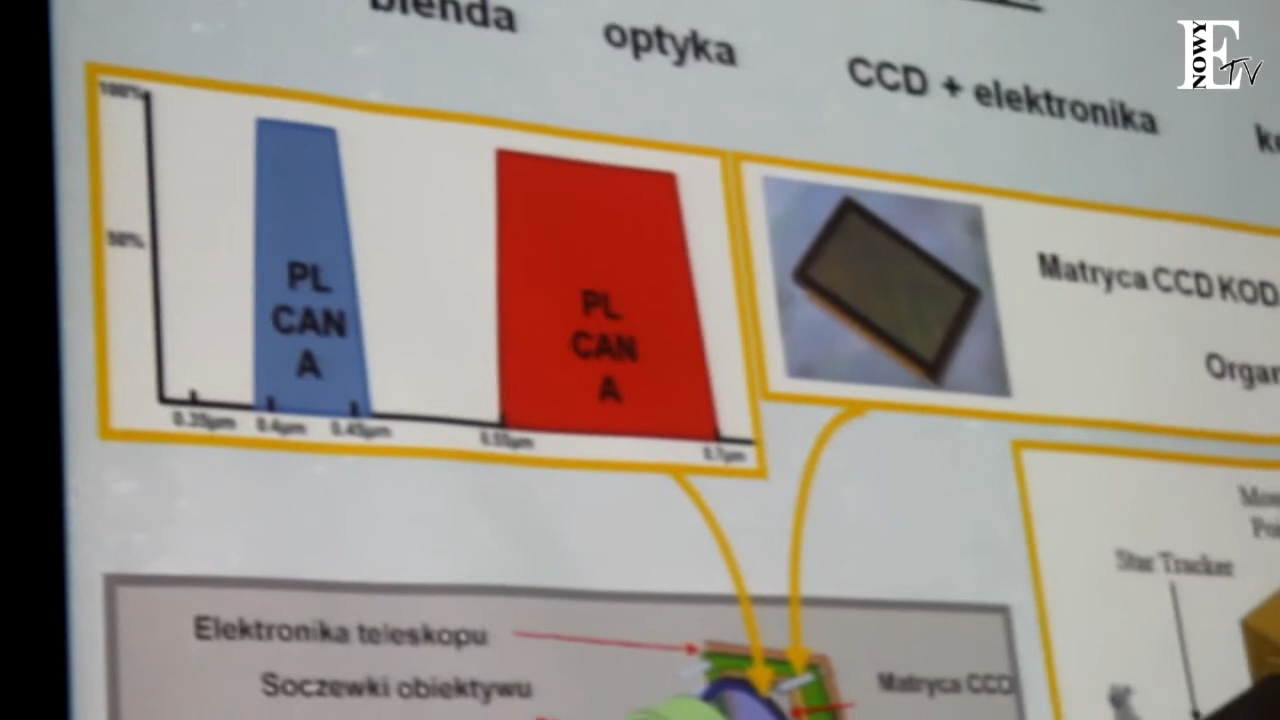 NOWY
E
TV
blenda
optyka
CCD + elektronika
100%
50%
PL
CAN
A
PL
CAN
A
0.35µm
0.4µm
0.45µm
0.55µm
0.7µm
Matryca CCD KOD
Organ
Star Tracker
Elektronika teleskopu
Soczewki obiektywu
Matryca CCD